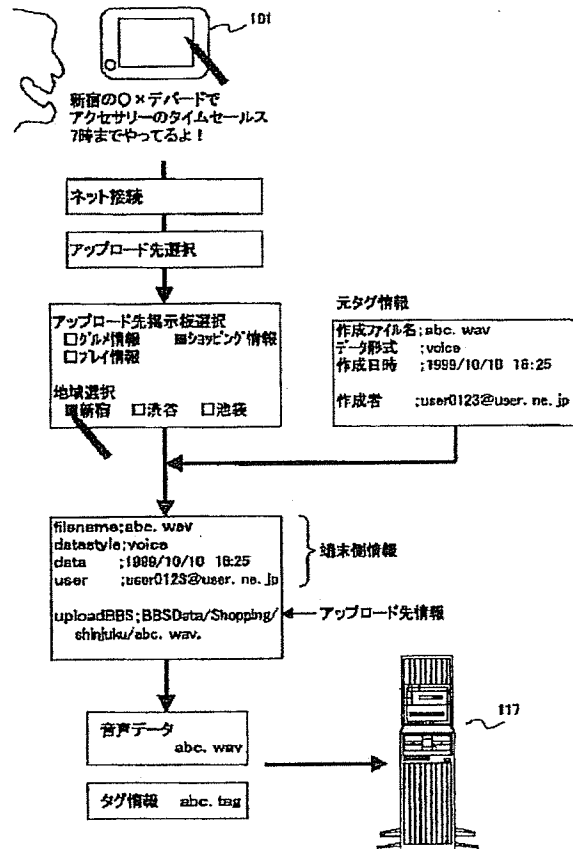 101
新宿の○×デパードで
アクセサリーのタイムセールス
7時までやってるよ！
ネット接続
アップロード先選択
アップロード先掲示板選択
□グルメ情報 ■ショッピング情報
□プレイ情報
地域選択
■新宿 □渋谷 □池袋
元タグ情報
作成ファイル名;abc. wav
データ形式 ;voice
作成日時 ;1999/10/10 18:25
作成者 ;user0123@user. ne. jp
filename;abc. wav
datastyle;voice
data ;1999/10/10 18:25
user ;user0123@user. ne. jp
端末側情報
uploadBBS;BBSData/Shopping/
shinjuku/abc. wav.
アップロード先情報
音声データ
abc. wav
タグ情報 abc. tag
117